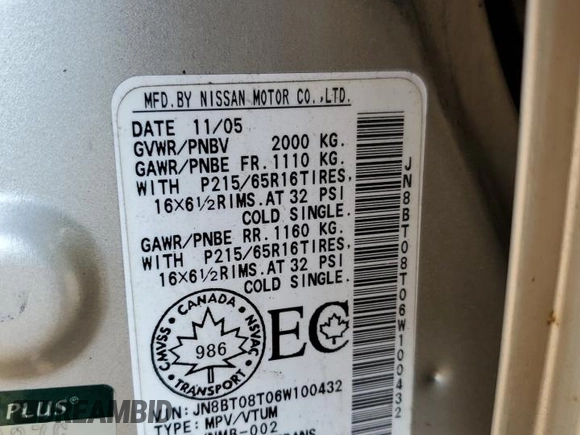 MFD.BY NISSAN MOTOR CO.,LTD.
DATE 11/05
GVWR/PNBV 2000 KG.
GAWR/PNBE FR. 1110 KG.
WITH P215/65R16TIRES,
16X6½RIMS.AT 32 PSI
COLD SINGLE.
GAWR/PNBE RR. 1160 KG.
WITH P215/65R16TIRES,
16X6½RIMS.AT 32 PSI
COLD SINGLE.
CANADA
CMVSS NSVAC
986
TRANSPORT
EC
VIN: JN8BT08T06W100432
TYPE: MPV/VTUM
JN8BT08T06W100432
PLUS+